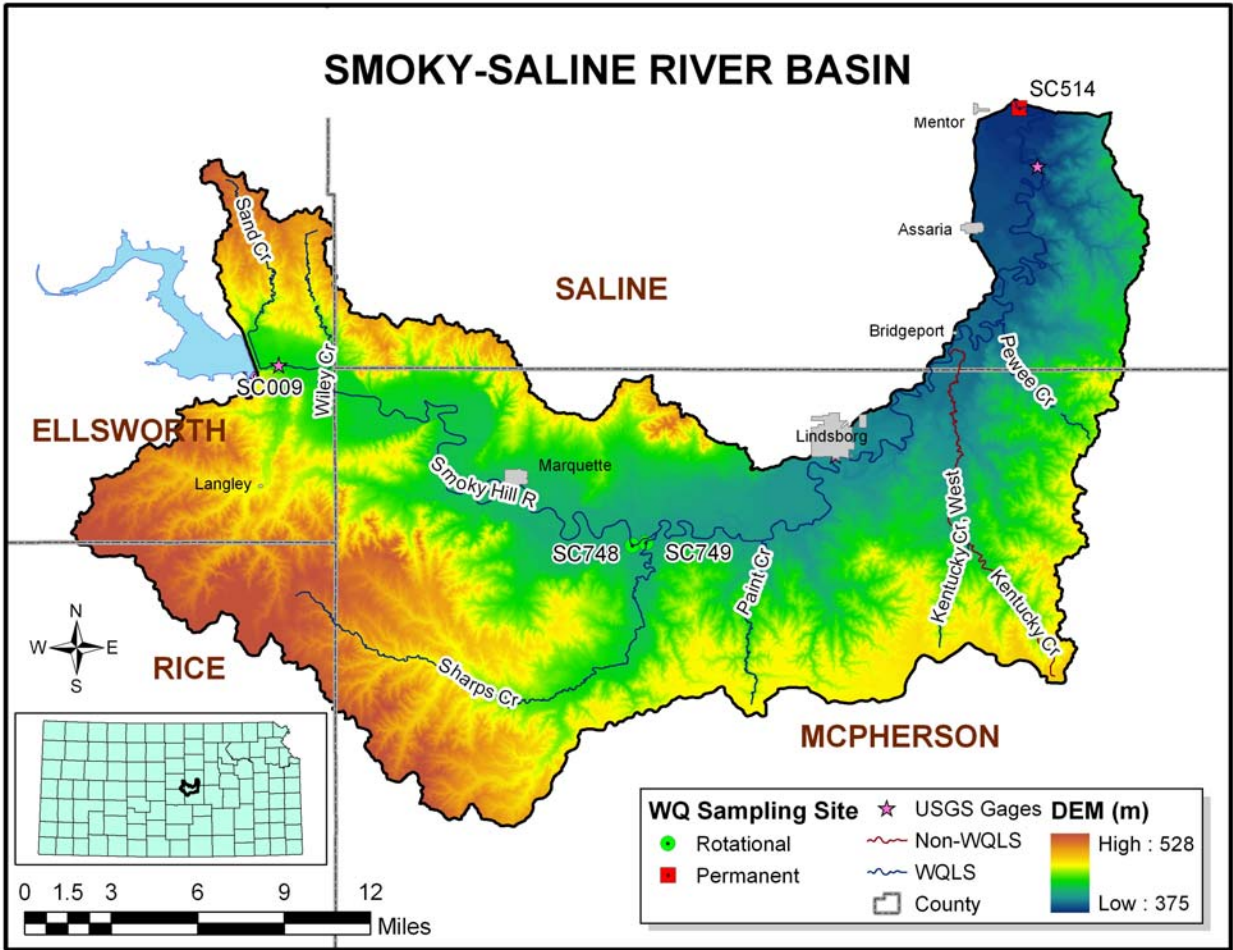 SMOKY-SALINE RIVER BASIN
SC514
Mentor
Sand Cr
Assaria
SALINE
Bridgeport
Pewee Cr
Wiley Cr
SC009
ELLSWORTH
Lindsborg
Marquette
Smoky Hill R
Langley
SC748
SC749
Paint Cr
Kentucky Cr, West
Kentucky Cr
N
W
E
S
RICE
Sharps Cr
MCPHERSON
WQ Sampling Site
Rotational
Permanent
USGS Gages
Non-WQLS
WQLS
County
DEM (m)
High : 528
Low : 375
0 1.5 3 6 9 12
Miles